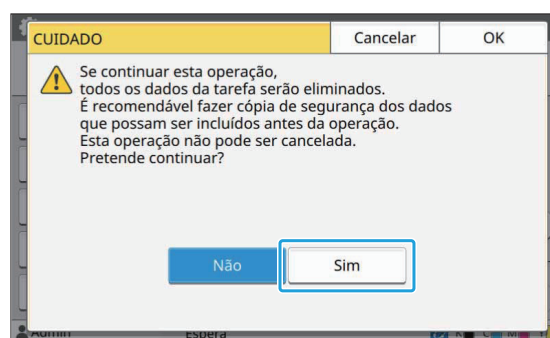 CUIDADO Cancelar OK
Se continuar esta operação,
todos os dados da tarefa serão eliminados.
É recomendável fazer cópia de segurança dos dados
que possam ser incluídos antes da operação.
Esta operação não pode ser cancelada.
Pretende continuar?
Não Sim
Admin Espera K C M